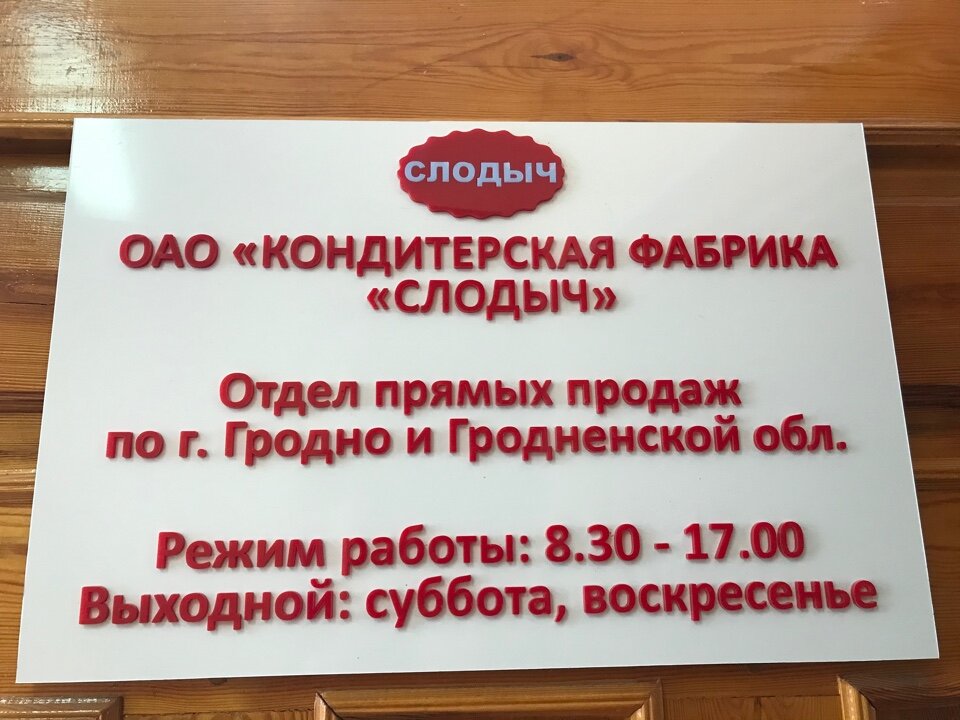 СЛОДЫЧ
ОАО «КОНДИТЕРСКАЯ ФАБРИКА
«СЛОДЫЧ»
Отдел прямых продаж
по г. Гродно и Гродненской обл.
Режим работы: 8.30 - 17.00
Выходной: суббота, воскресенье